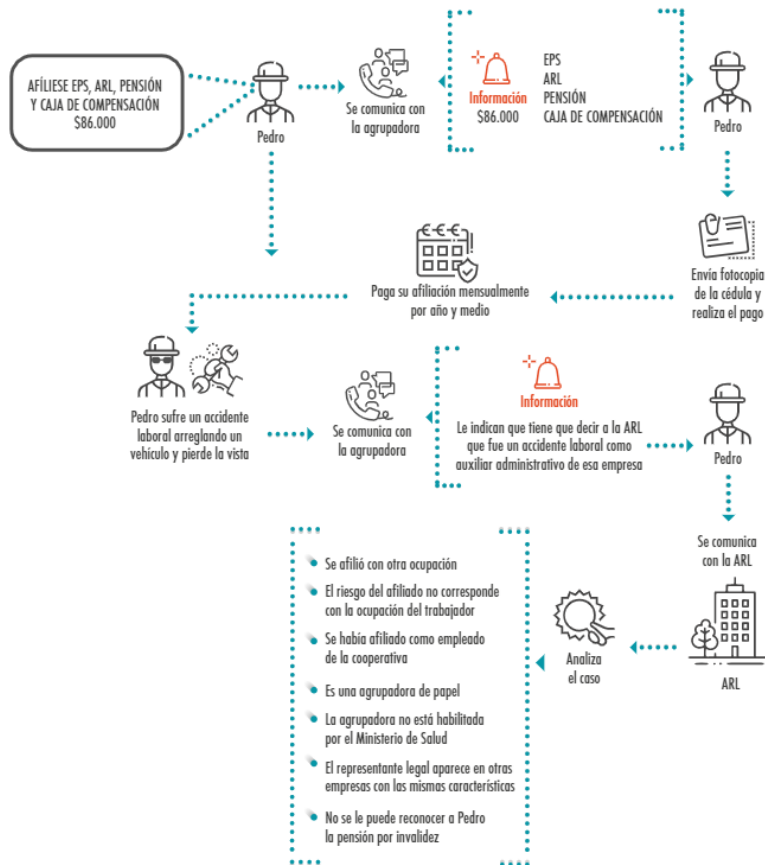 AFÍLIESE EPS, ARL, PENSIÓN
Y CAJA DE COMPENSACIÓN
$86.000
Pedro
Se comunica con
la agrupadora
Información
$86.000
EPS
ARL
PENSIÓN
CAJA DE COMPENSACIÓN
Pedro
Envía fotocopia
de la cédula y
realiza el pago
Paga su afiliación mensualmente
por año y medio
Pedro sufre un accidente
laboral arreglando un
vehículo y pierde la vista
Se comunica con
la agrupadora
Información
Le indican que tiene que decir a la ARL
que fue un accidente laboral como
auxiliar administrativo de esa empresa
Pedro
Se comunica
con la ARL
ARL
Analiza
el caso
Se afilió con otra ocupación
El riesgo del afiliado no corresponde
con la ocupación del trabajador
Se había afiliado como empleado
de la cooperativa
Es una agrupadora de papel
La agrupadora no está habilitada
por el Ministerio de Salud
El representante legal aparece en otras
empresas con las mismas características
No se le puede reconocer a Pedro
la pensión por invalidez